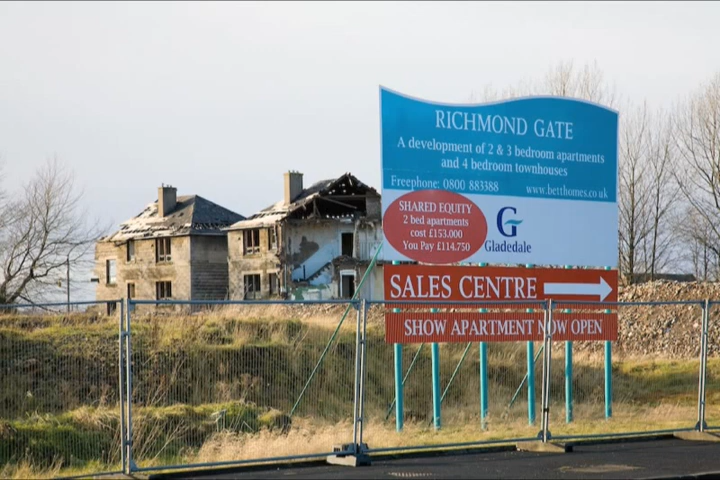 RICHMOND GATE
A development of 2 & 3 bedroom apartments
and 4 bedroom townhouses
Freephone: 0800 883388 www.betthomes.co.uk
SHARED EQUITY
2 bed apartments
cost £153.000
You Pay £114.750
G
Gladedale
SALES CENTRE
SHOW APARTMENT NOW OPEN